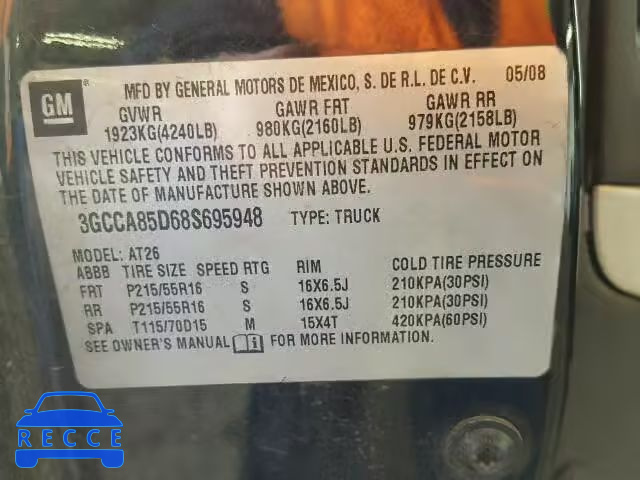 GM ®
MFD BY GENERAL MOTORS DE MEXICO, S. DE R.L. DE C.V. 05/08
GVWR GAWR FRT GAWR RR
1923KG(4240LB) 980KG(2160LB) 979KG(2158LB)
THIS VEHICLE CONFORMS TO ALL APPLICABLE U.S. FEDERAL MOTOR
VEHICLE SAFETY AND THEFT PREVENTION STANDARDS IN EFFECT ON
THE DATE OF MANUFACTURE SHOWN ABOVE.
3GCCA85D68S695948 TYPE: TRUCK
MODEL: AT26
ABBB TIRE SIZE SPEED RTG RIM COLD TIRE PRESSURE
FRT P215/55R16 S 16X6.5J 210KPA(30PSI)
RR P215/55R16 S 16X6.5J 210KPA(30PSI)
SPA T115/70D15 M 15X4T 420KPA(60PSI)
SEE OWNER'S MANUAL FOR MORE INFORMATION.
RECCE